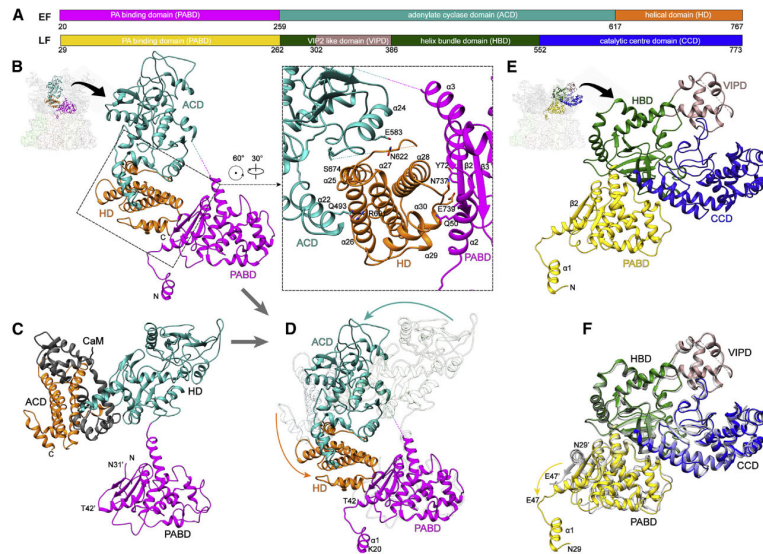 A
EF PA binding domain (PABD) adenylate cyclase domain (ACD) helical domain (HD)
20 259 617 767
LF PA binding domain (PABD) VIP2 like domain (VIPD) helix bundle domain (HBD) catalytic centre domain (CCD)
29 262 302 386 552 773
B
ACD
60° 30°
HD
C
N
PABD
α3
α24
E583
N622
S674
α27
α28
Y72
β2
β3
α25
N737
α22
Q493
α30
E739
Q50
ACD
α26
HD
α29
α2
PABD
E
HBD
VIPD
CCD
β2
α1
N
PABD
C
CaM
ACD
HD
C
N31'
N
T42'
PABD
D
ACD
HD
T42
α1
K20
PABD
F
HBD
VIPD
N29'
E47'
E47
CCD
α1
N29
PABD